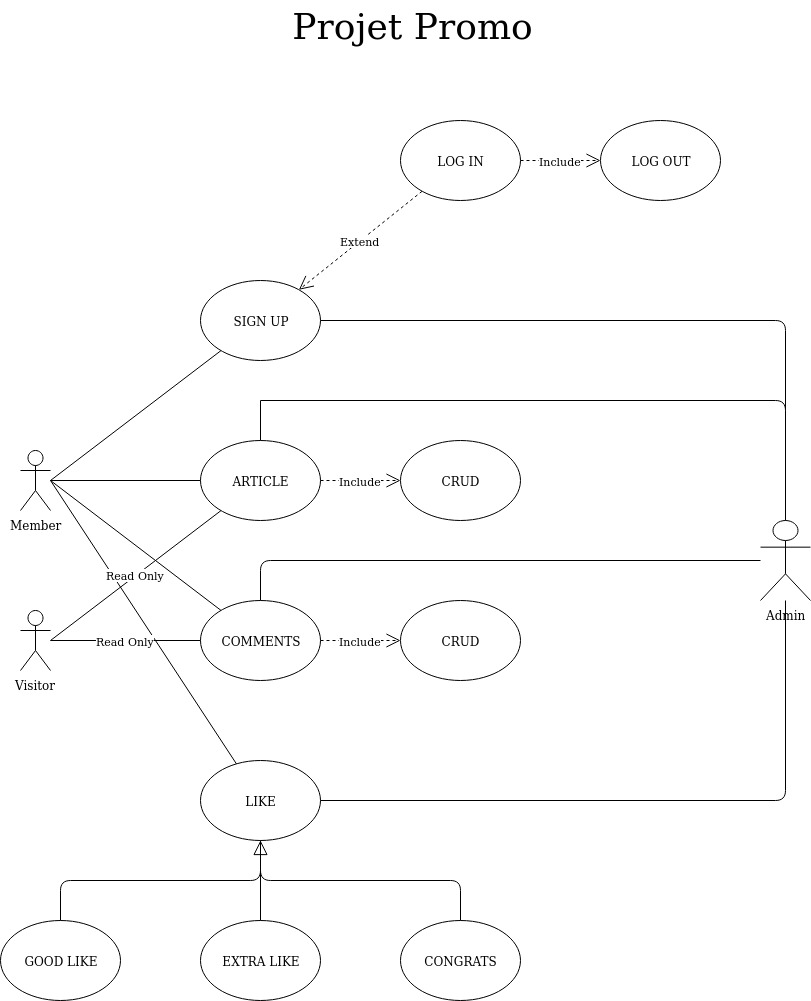 Projet Promo
LOG IN
Include
LOG OUT
Extend
SIGN UP
ARTICLE
Include
CRUD
Member
Read Only
Admin
Read Only
COMMENTS
Include
CRUD
Visitor
LIKE
GOOD LIKE
EXTRA LIKE
CONGRATS